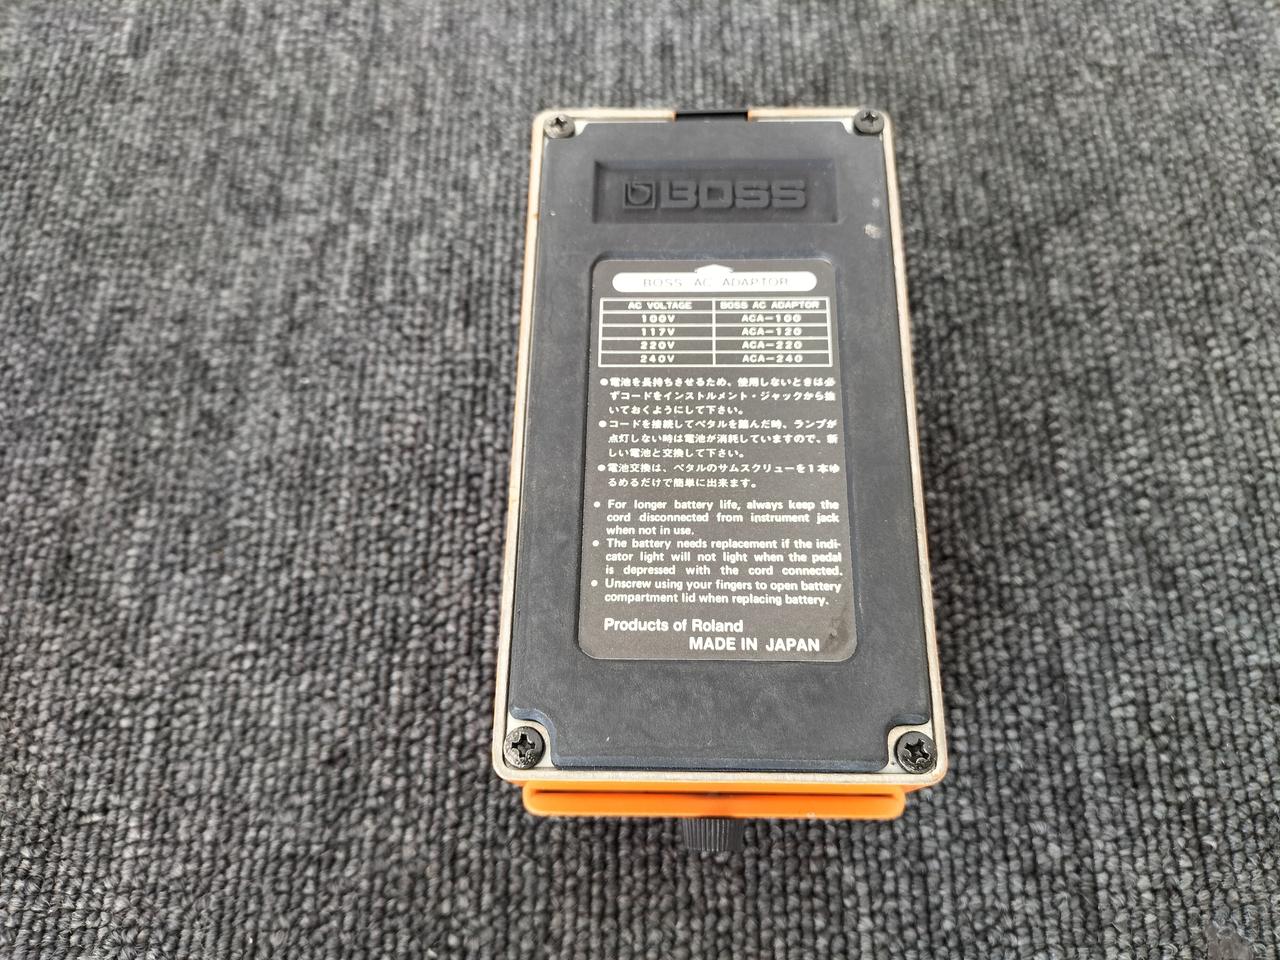 BOSS
BOSS AC ADAPTOR
AC VOLTAGE BOSS AC ADAPTOR
100V ACA-100
117V ACA-120
220V ACA-220
240V ACA-240
●電池を長持ちさせるため、使用しないときは必
ずコードをインストルメント・ジャックから抜
いておくようにして下さい。
●コードを接続してペタルを踏んだ時、ランプが
点灯しない時は電池が消耗していますので、新
しい電池と交換して下さい。
●電池交換は、ペタルのサムスクリューを1本ゆ
るめるだけで簡単に出来ます。
● For longer battery life, always keep the
cord disconnected from instrument jack
when not in use.
● The battery needs replacement if the indi-
cator light will not light when the pedal
is depressed with the cord connected.
● Unscrew using your fingers to open battery
compartment lid when replacing battery.
Products of Roland
MADE IN JAPAN